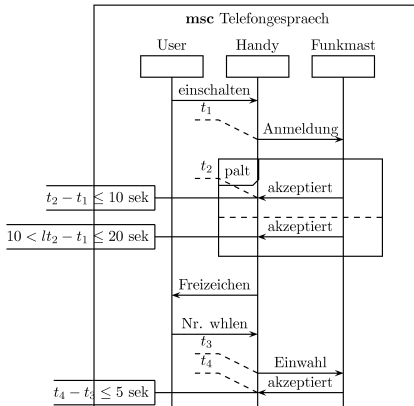 msc Telefongespraech
User Handy Funkmast
einschalten
t₁
Anmeldung
palt
t₂
akzeptiert
t₂ − t₁ ≤ 10 sek
akzeptiert
10 < lt₂ − t₁ ≤ 20 sek
Freizeichen
Nr. whlen
t₃
t₄
Einwahl
akzeptiert
t₄ − t₃ ≤ 5 sek